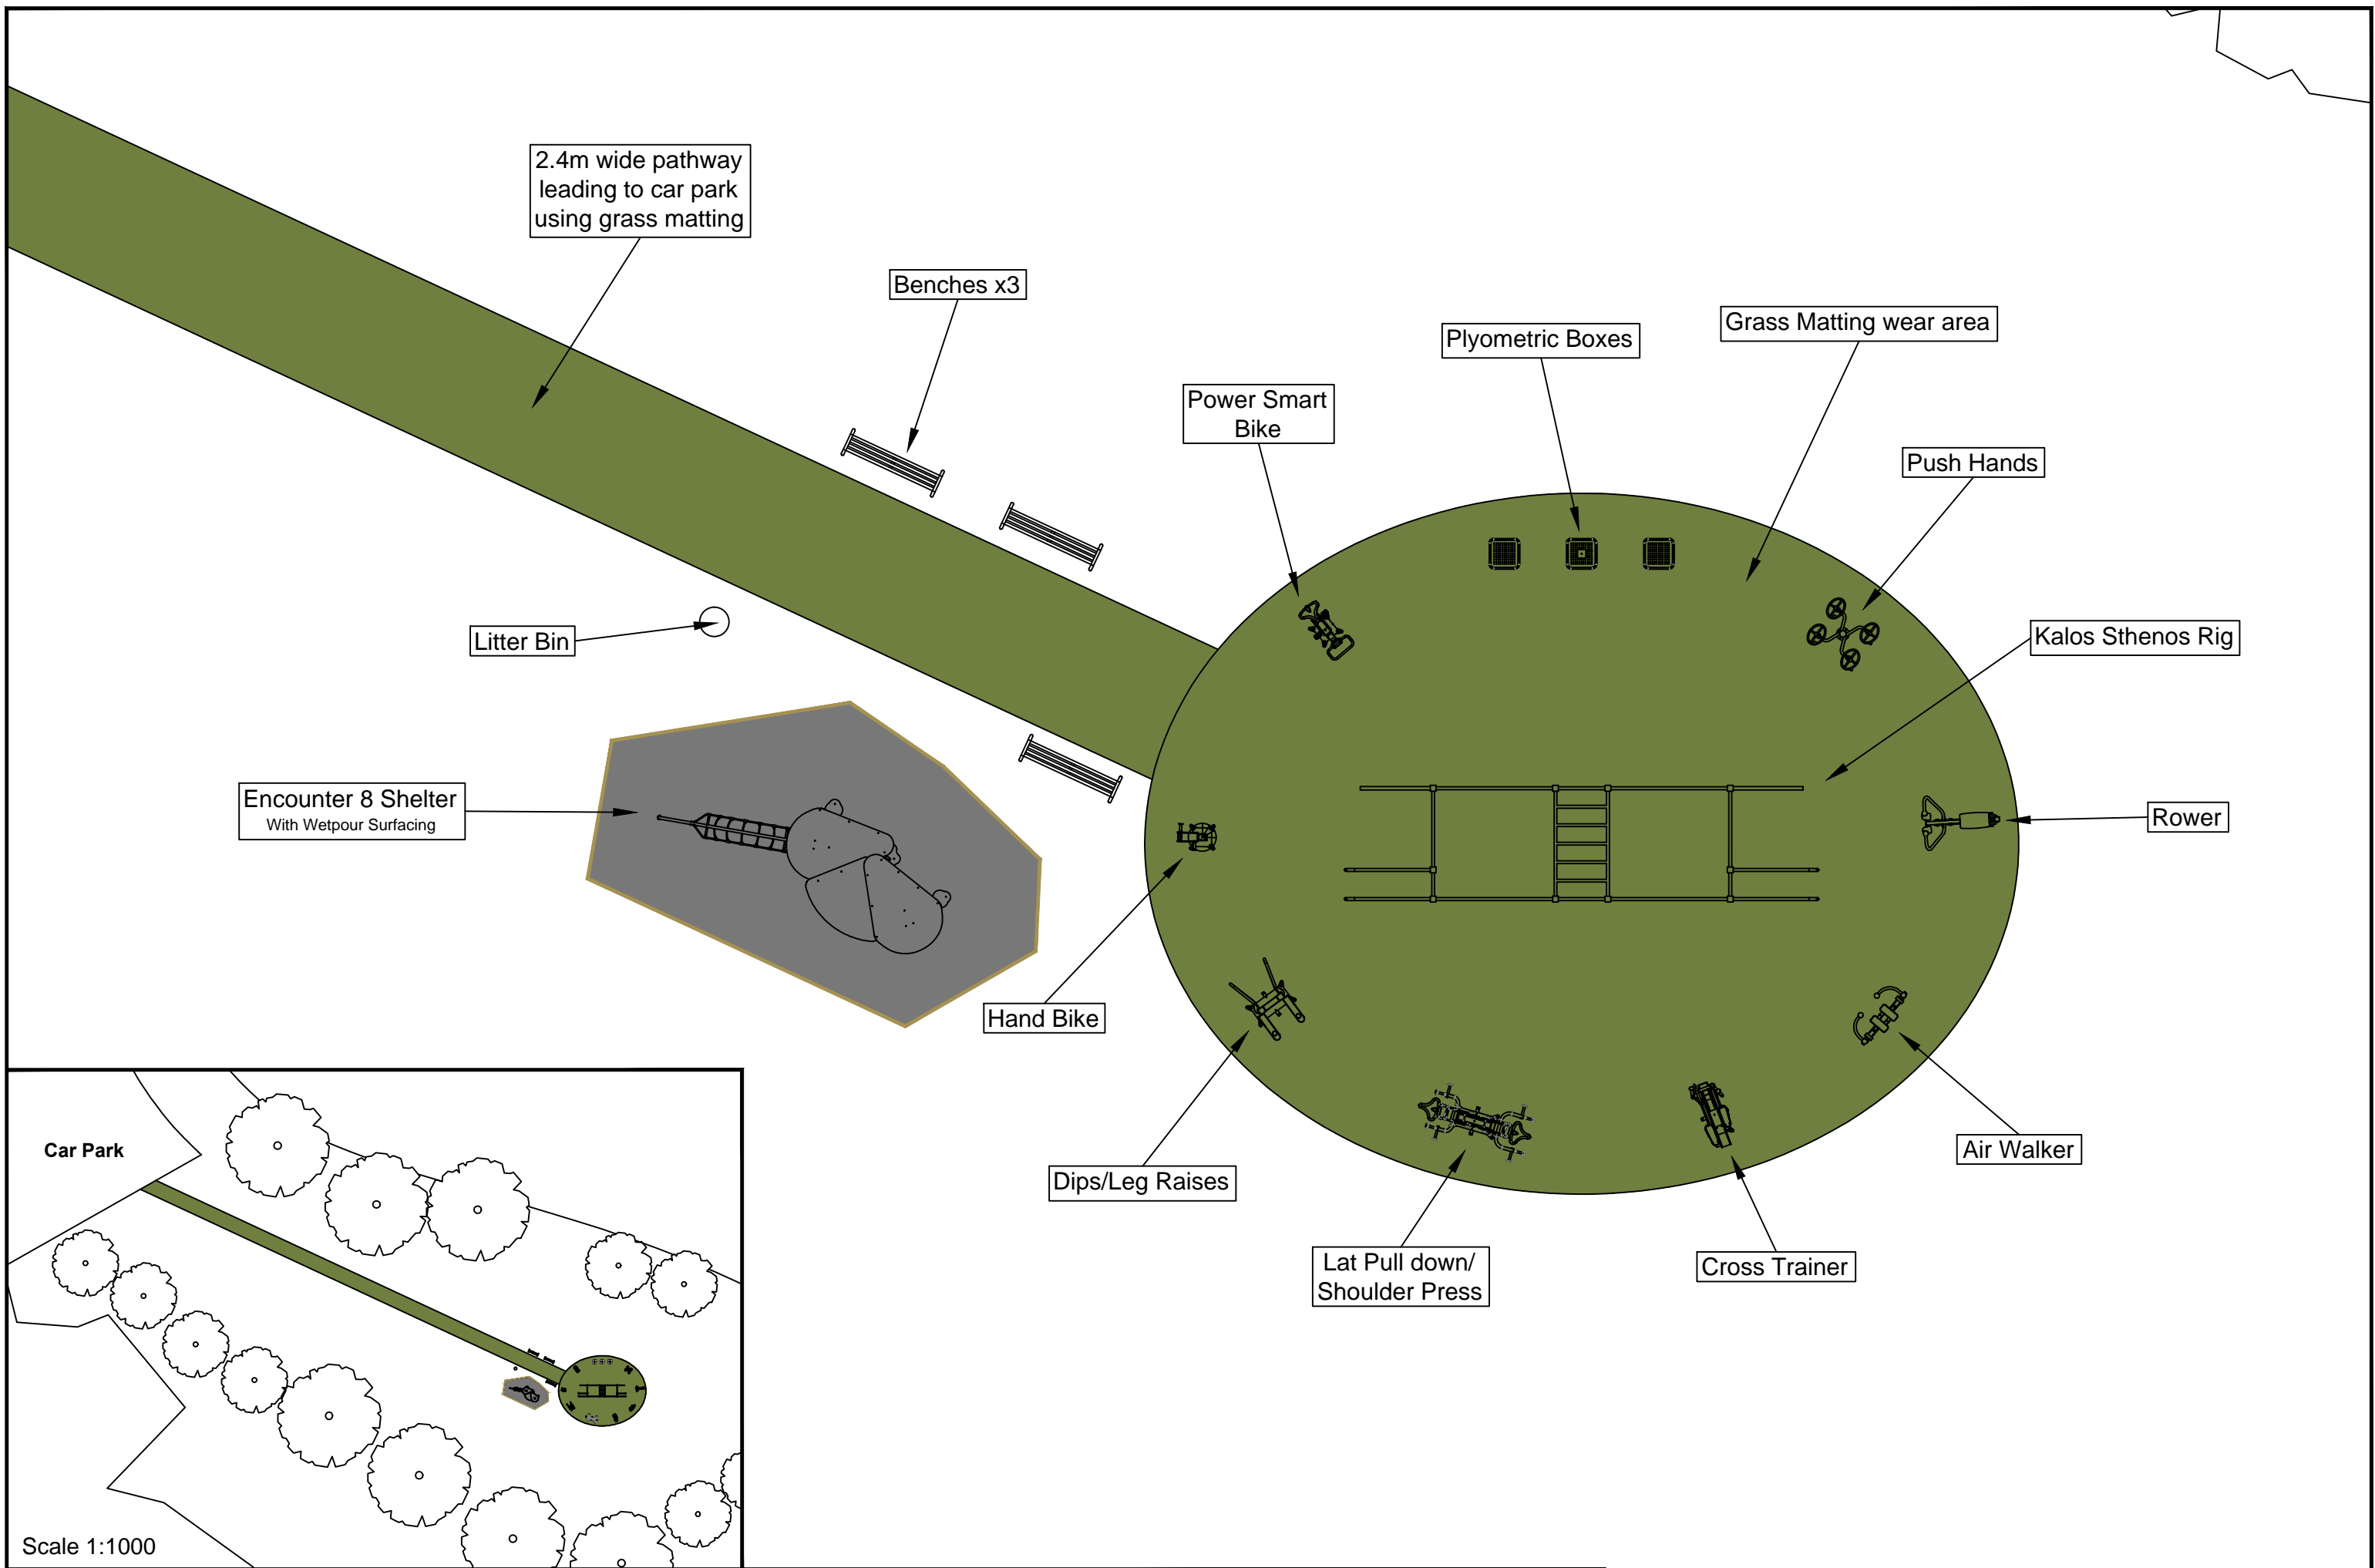 2.4m wide pathway
leading to car park
using grass matting
Benches x3
Plyometric Boxes
Grass Matting wear area
Power Smart
Bike
Push Hands
Litter Bin
Kalos Sthenos Rig
Encounter 8 Shelter
With Wetpour Surfacing
Rower
Hand Bike
Dips/Leg Raises
Air Walker
Lat Pull down/
Shoulder Press
Cross Trainer
Car Park
Scale 1:1000